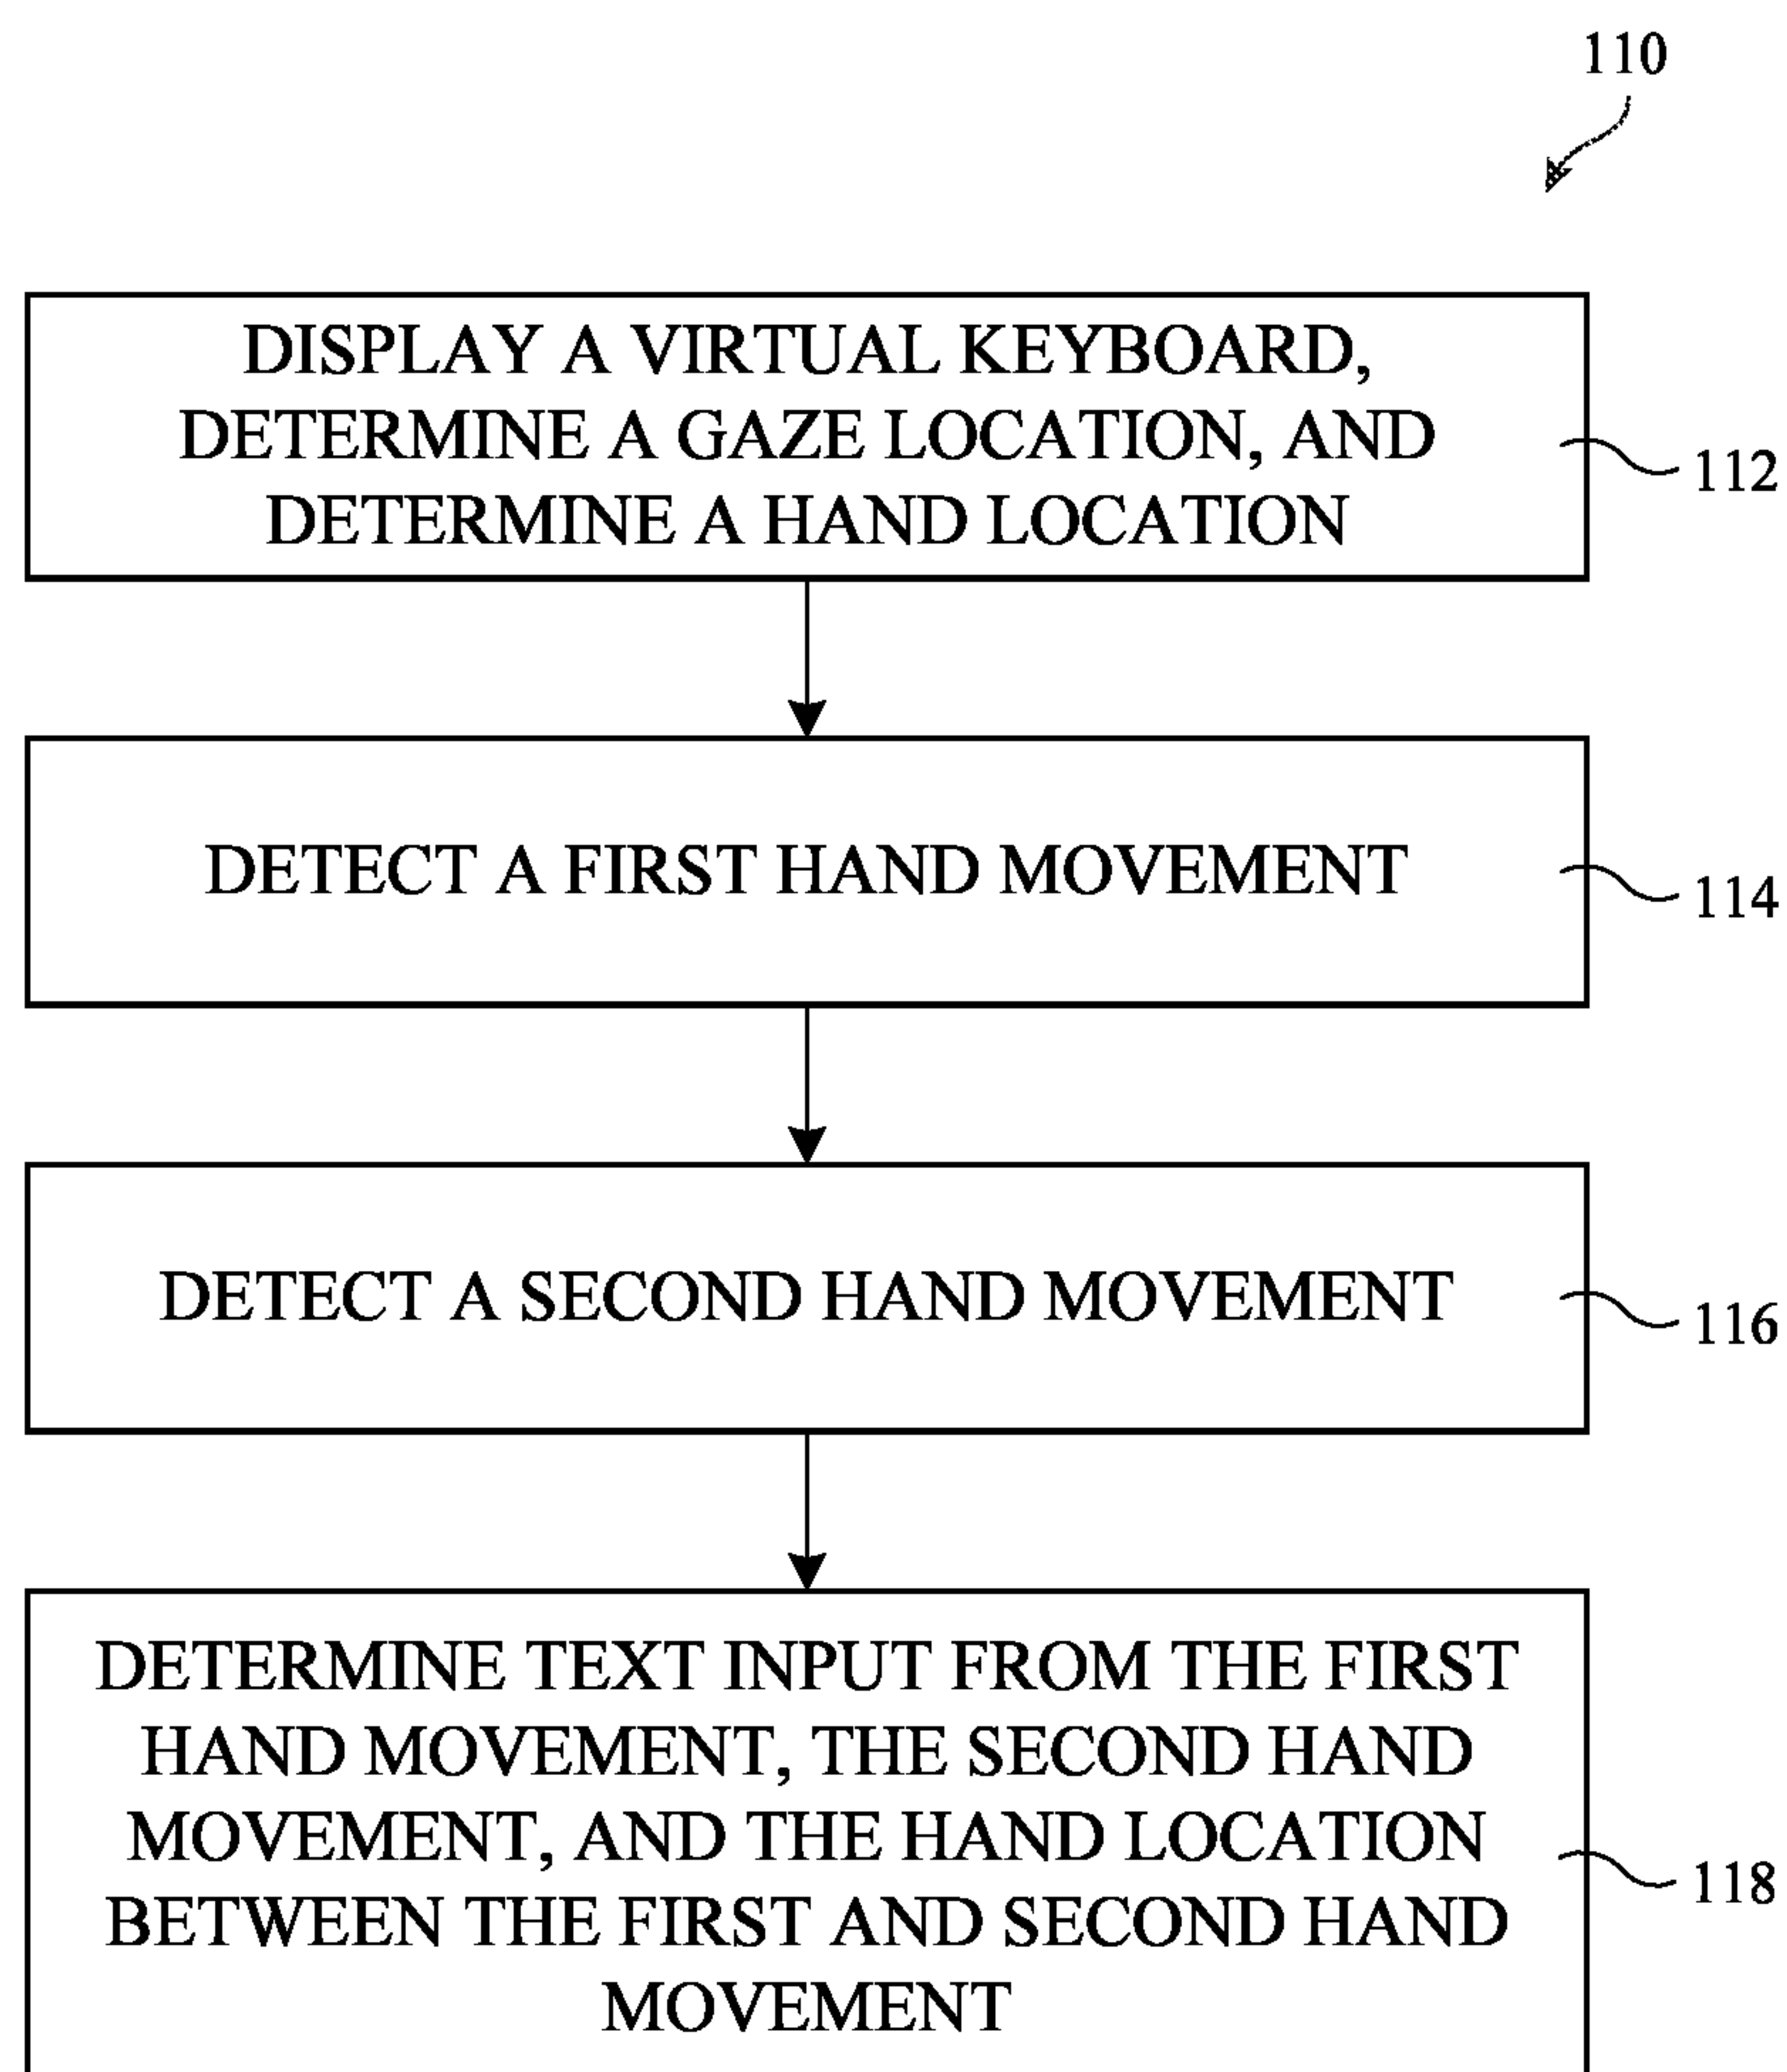 110
DISPLAY A VIRTUAL KEYBOARD,
DETERMINE A GAZE LOCATION, AND
DETERMINE A HAND LOCATION
112
DETECT A FIRST HAND MOVEMENT
114
DETECT A SECOND HAND MOVEMENT
116
DETERMINE TEXT INPUT FROM THE FIRST
HAND MOVEMENT, THE SECOND HAND
MOVEMENT, AND THE HAND LOCATION
BETWEEN THE FIRST AND SECOND HAND
MOVEMENT
118